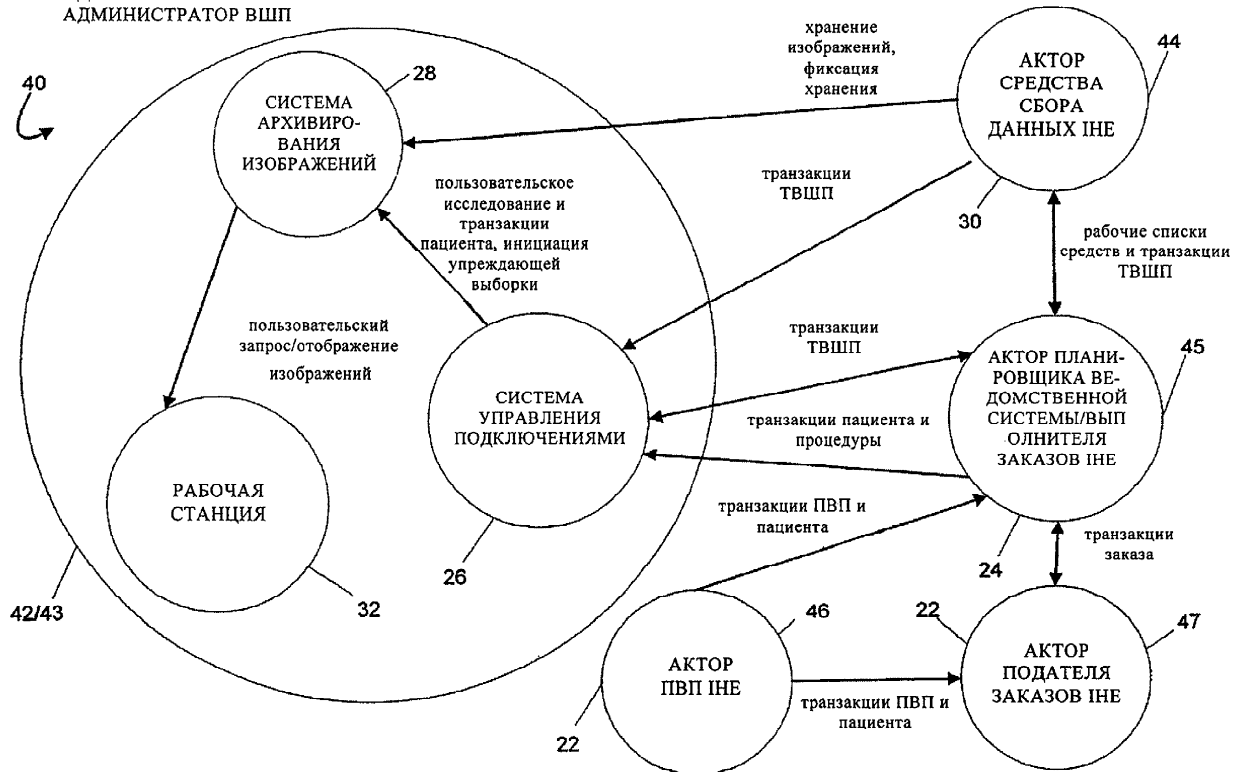 АДМИНИСТРАТОР ВШП
40
28
СИСТЕМА
АРХИВИРО-
ВАНИЯ
ИЗОБРАЖЕНИЙ
хранение
изображений,
фиксация
хранения
44
АКТОР
СРЕДСТВА
СБОРА
ДАННЫХ IHE
30
транзакции
ТВШП
пользовательское
исследование и
транзакции
пациента, инициация
упреждающей
выборки
рабочие списки
средств и транзакции
ТВШП
пользовательский
запрос/отображение
изображений
транзакции
ТВШП
45
АКТОР ПЛАНИ-
РОВЩИКА ВЕ-
ДОМСТВЕННОЙ
СИСТЕМЫ/ВЫП
ОЛНИТЕЛЯ
ЗАКАЗОВ IHE
24
СИСТЕМА
УПРАВЛЕНИЯ
ПОДКЛЮЧЕНИЯМИ
26
транзакции пациента и
процедуры
РАБОЧАЯ
СТАНЦИЯ
32
42/43
транзакции ПВП и
пациента
транзакции
заказа
46
АКТОР
ПВП IHE
22
транзакции ПВП и
пациента
22
47
АКТОР
ПОДАТЕЛЯ
ЗАКАЗОВ IHE